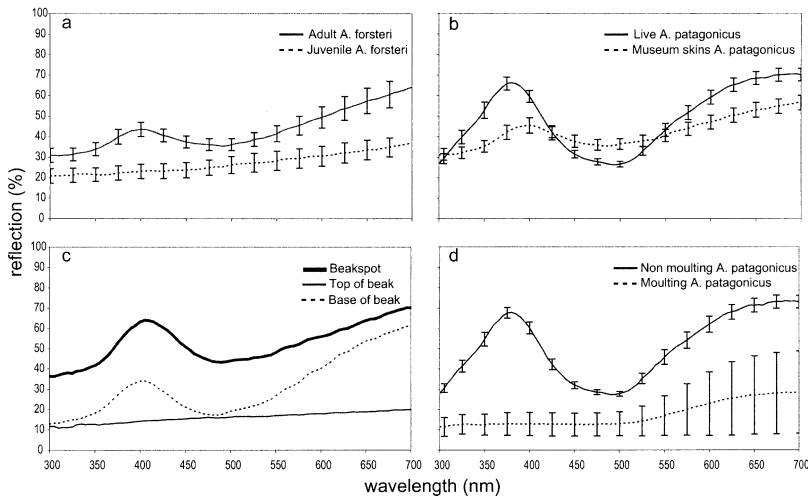 a
Adult A. forsteri
Juvenile A. forsteri
100
90
80
70
60
50
40
30
20
10
0
b
Live A. patagonicus
Museum skins A. patagonicus
reflection (%)
c
Beakspot
Top of beak
Base of beak
100
90
80
70
60
50
40
30
20
10
0
300 350 400 450 500 550 600 650 700
d
Non moulting A. patagonicus
Moulting A. patagonicus
300 350 400 450 500 550 600 650 700
wavelength (nm)